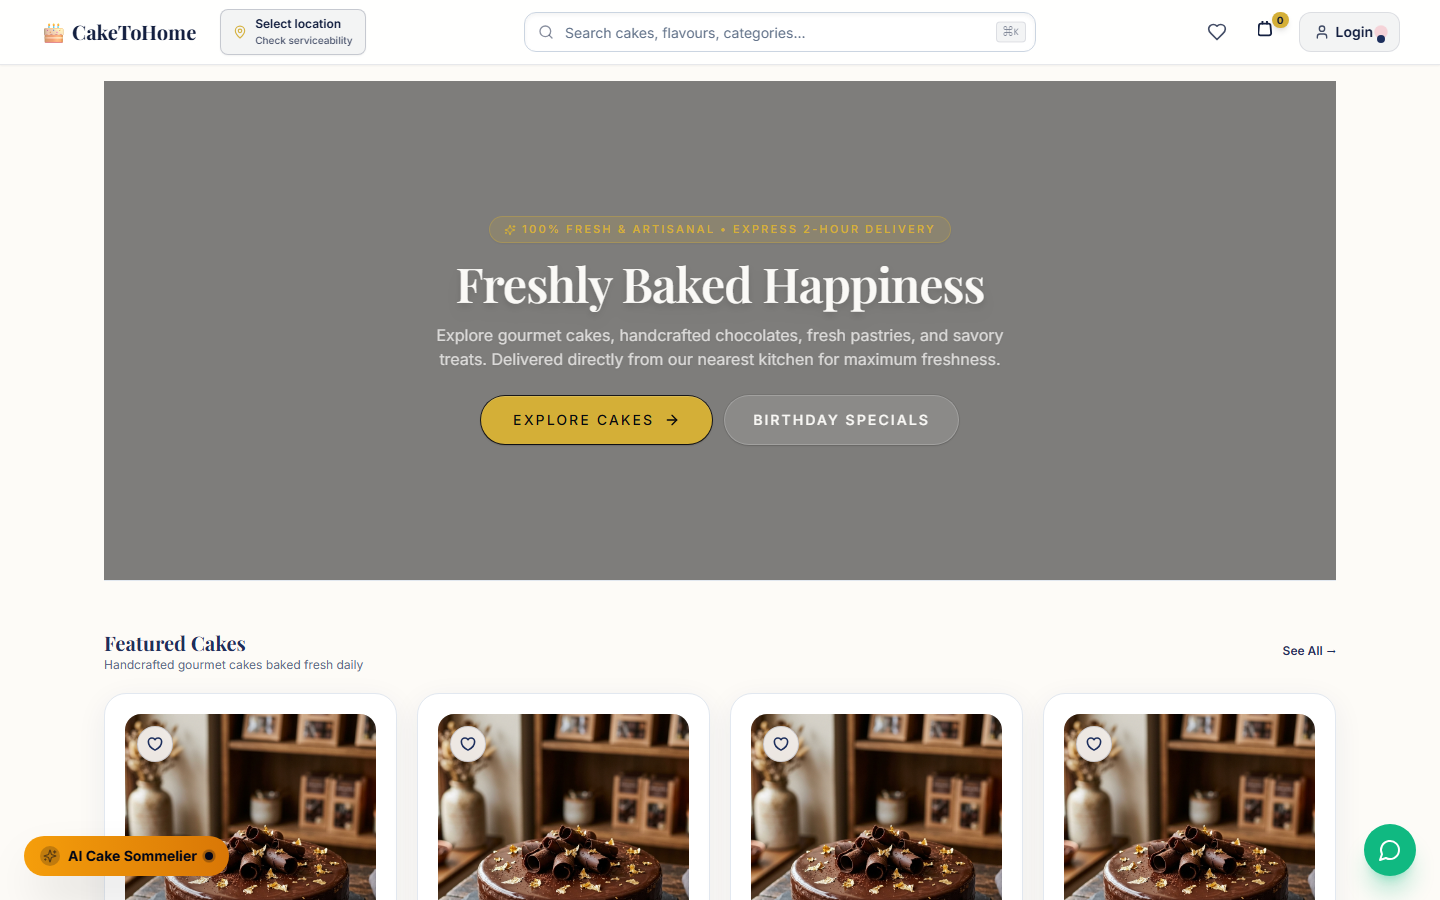 CakeToHome
Select location
Check serviceability
Search cakes, flavours, categories...
⌘K
0
Login
100% FRESH & ARTISANAL • EXPRESS 2-HOUR DELIVERY
Freshly Baked Happiness
Explore gourmet cakes, handcrafted chocolates, fresh pastries, and savory
treats. Delivered directly from our nearest kitchen for maximum freshness.
EXPLORE CAKES →
BIRTHDAY SPECIALS
Featured Cakes
Handcrafted gourmet cakes baked fresh daily
See All →
AI Cake Sommelier